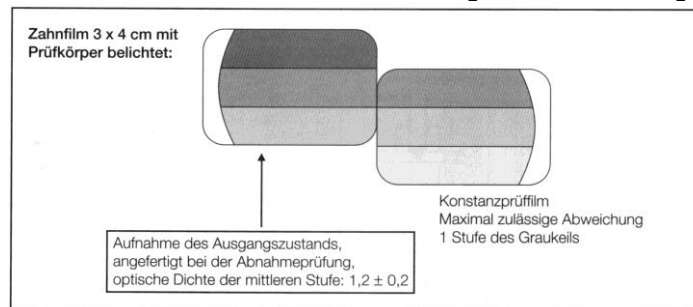 Zahnfilm 3 x 4 cm mit
Prüfkörper belichtet:
Konstanzprüffilm
Maximal zulässige Abweichung
1 Stufe des Graukeils
Aufnahme des Ausgangszustands,
angefertigt bei der Abnahmeprüfung,
optische Dichte der mittleren Stufe: 1,2 ± 0,2